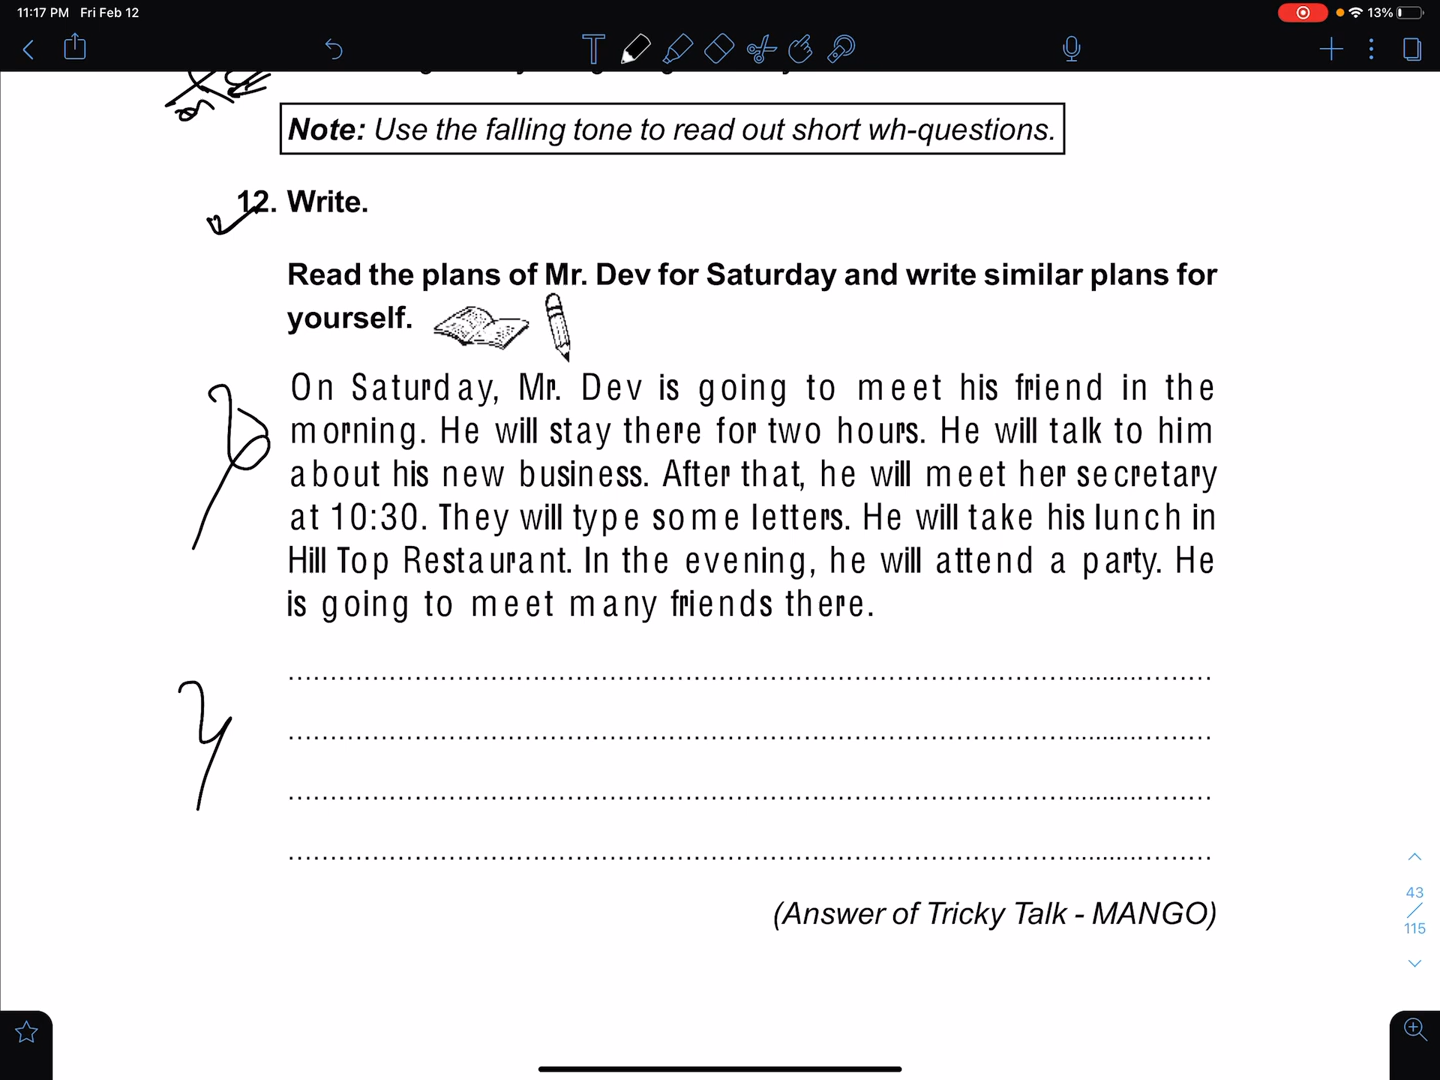 11:17 PM Fri Feb 12
13%
Note: Use the falling tone to read out short wh-questions.
12. Write.
Read the plans of Mr. Dev for Saturday and write similar plans for
yourself.
On Saturday, Mr. Dev is going to meet his friend in the
morning. He will stay there for two hours. He will talk to him
about his new business. After that, he will meet her secretary
at 10:30. They will type some letters. He will take his lunch in
Hill Top Restaurant. In the evening, he will attend a party. He
is going to meet many friends there.
(Answer of Tricky Talk - MANGO)
43
/
115